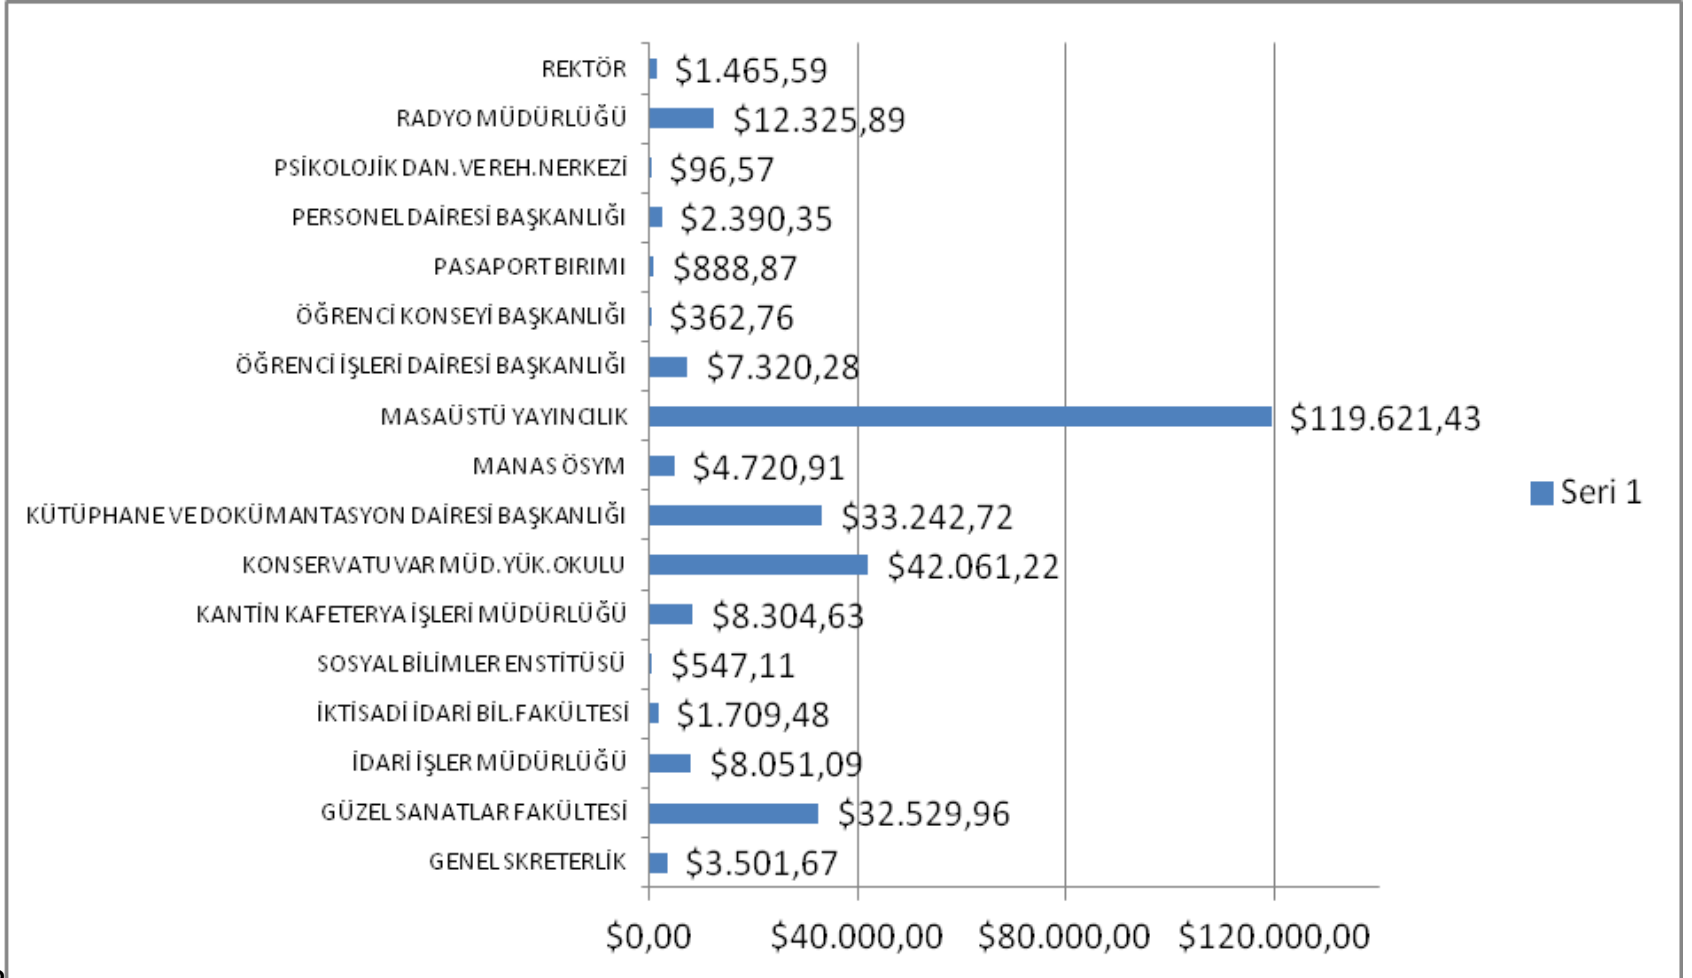 REKTÖR $1.465,59
RADYO MÜDÜRLÜĞÜ $12.325,89
PSİKOLOJİK DAN. VE REH.NERKEZİ $96,57
PERSONEL DAİRESİ BAŞKANLIĞI $2.390,35
PASAPORT BIRIMI $888,87
ÖĞRENCİ KONSEYİ BAŞKANLIĞI $362,76
ÖĞRENCİ İŞLERİ DAİRESİ BAŞKANLIĞI $7.320,28
MASAÜSTÜ YAYINCILIK $119.621,43
MANAS ÖSYM $4.720,91
KÜTÜPHANE VE DOKÜMANTASYON DAİRESİ BAŞKANLIĞI $33.242,72
KONSERVATUVAR MÜD.YÜK.OKULU $42.061,22
KANTİN KAFETERYA İŞLERİ MÜDÜRLÜĞÜ $8.304,63
SOSYAL BİLİMLER ENSTİTÜSÜ $547,11
İKTİSADİ İDARİ BİL.FAKÜLTESİ $1.709,48
İDARİ İŞLER MÜDÜRLÜĞÜ $8.051,09
GÜZEL SANATLAR FAKÜLTESİ $32.529,96
GENEL SKRETERLİK $3.501,67
$0,00 $40.000,00 $80.000,00 $120.000,00
Seri 1